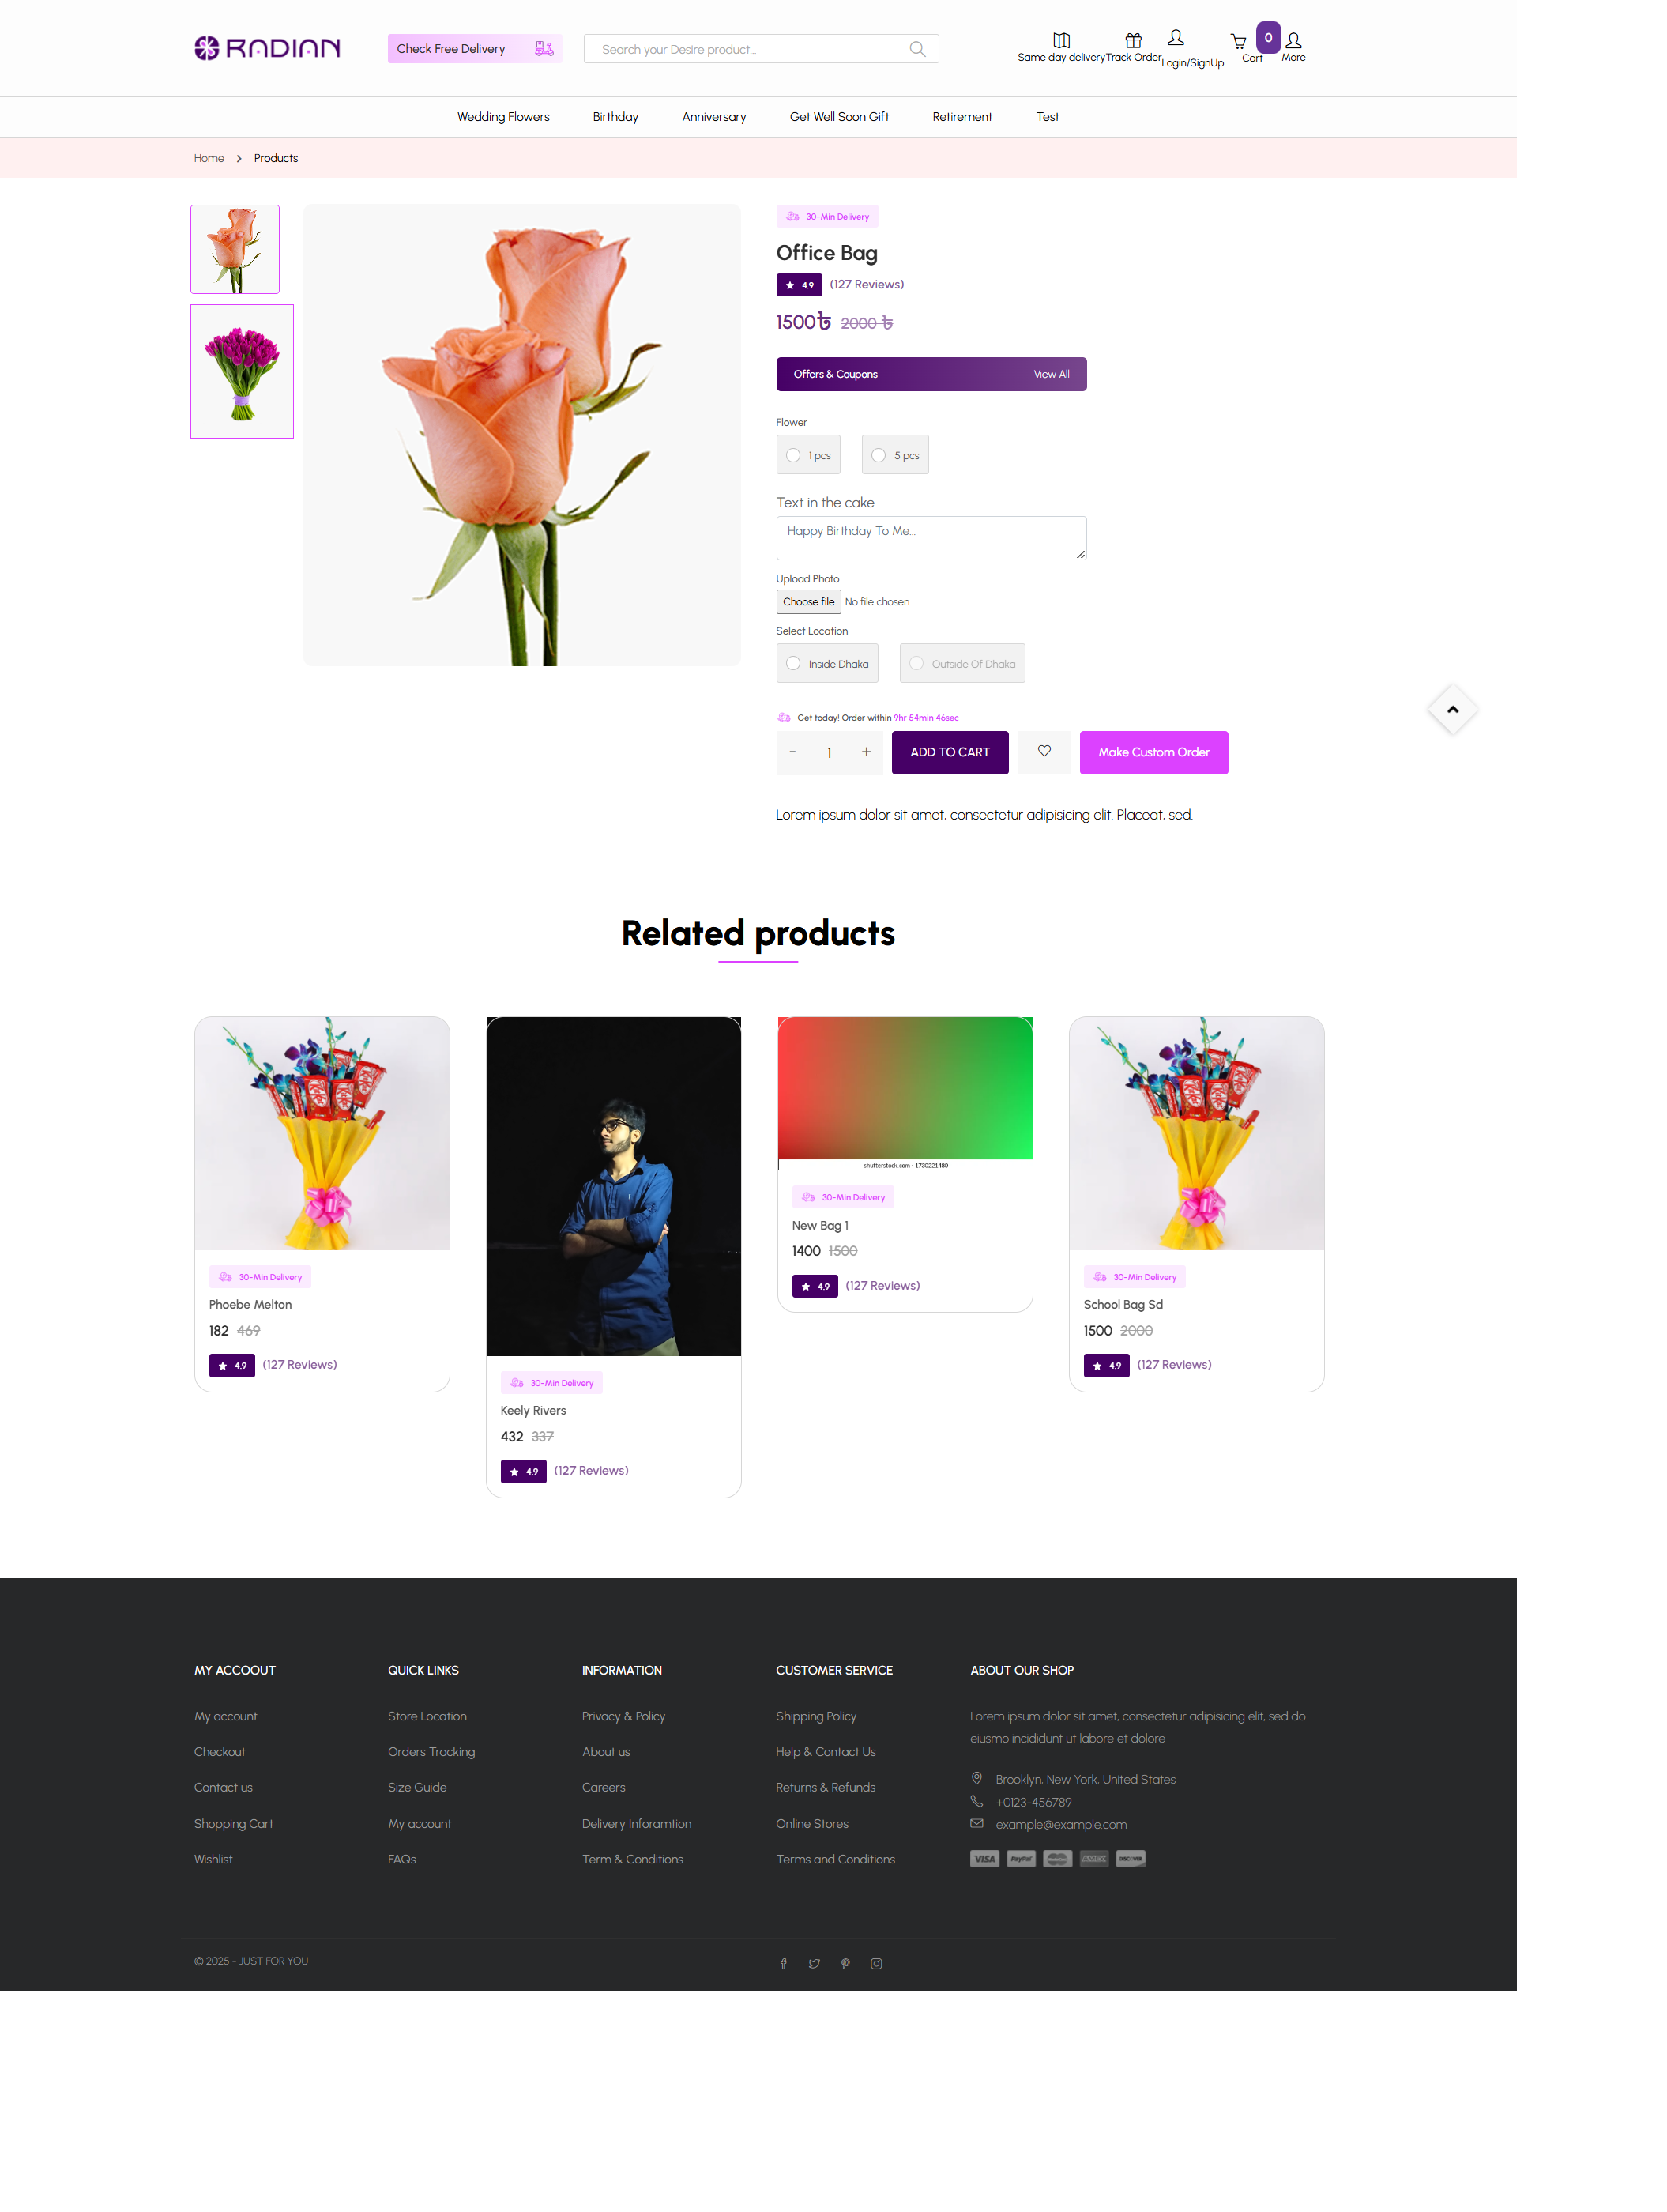 RADIAN
Check Free Delivery
Search your Desire product...
Same day delivery
Track Order
Login/SignUp
Cart
0
More
Wedding Flowers
Birthday
Anniversary
Get Well Soon Gift
Retirement
Test
Home > Products
30-Min Delivery
Office Bag
4.9 (127 Reviews)
1500৳ 2000 ৳
Offers & Coupons View All
Flower
1 pcs
5 pcs
Text in the cake
Happy Birthday To Me...
Upload Photo
Choose file No file chosen
Select Location
Inside Dhaka
Outside Of Dhaka
Get today! Order within 9hr 54min 46sec
- 1 +
ADD TO CART
Make Custom Order
Lorem ipsum dolor sit amet, consectetur adipisicing elit. Placeat, sed.
Related products
30-Min Delivery
Phoebe Melton
182 469
4.9 (127 Reviews)
30-Min Delivery
Keely Rivers
432 337
4.9 (127 Reviews)
shutterstock.com · 1730221480
30-Min Delivery
New Bag 1
1400 1500
4.9 (127 Reviews)
30-Min Delivery
School Bag Sd
1500 2000
4.9 (127 Reviews)
MY ACCOOUT
My account
Checkout
Contact us
Shopping Cart
Wishlist
QUICK LINKS
Store Location
Orders Tracking
Size Guide
My account
FAQs
INFORMATION
Privacy & Policy
About us
Careers
Delivery Inforamtion
Term & Conditions
CUSTOMER SERVICE
Shipping Policy
Help & Contact Us
Returns & Refunds
Online Stores
Terms and Conditions
ABOUT OUR SHOP
Lorem ipsum dolor sit amet, consectetur adipisicing elit, sed do
eiusmo incididunt ut labore et dolore
Brooklyn, New York, United States
+0123-456789
example@example.com
VISA
PayPal
DISCOVER
© 2025 - JUST FOR YOU